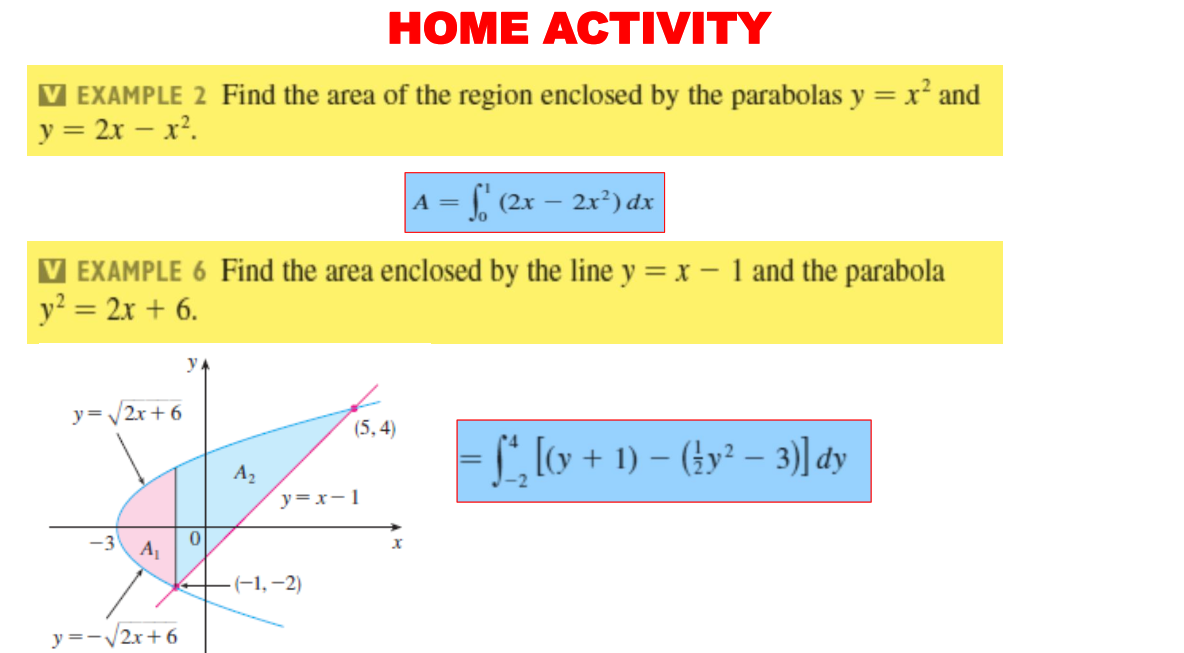 HOME ACTIVITY
V EXAMPLE 2 Find the area of the region enclosed by the parabolas y = x² and
y = 2x − x².
A = ∫₀¹ (2x − 2x²) dx
V EXAMPLE 6 Find the area enclosed by the line y = x − 1 and the parabola
y² = 2x + 6.
y
y=√2x+6
(5, 4)
A₂
y=x−1
= ∫₋₂⁴ [(y + 1) − (½y² − 3)] dy
−3
A₁
0
x
(−1, −2)
y=−√2x+6